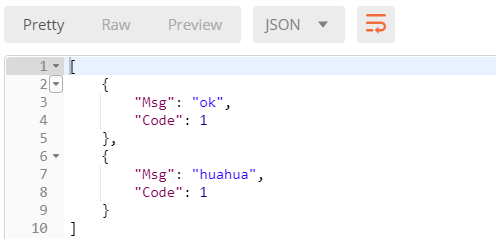 Pretty Raw Preview JSON
1 [
2 {
3 "Msg": "ok",
4 "Code": 1
5 },
6 {
7 "Msg": "huahua",
8 "Code": 1
9 }
10 ]